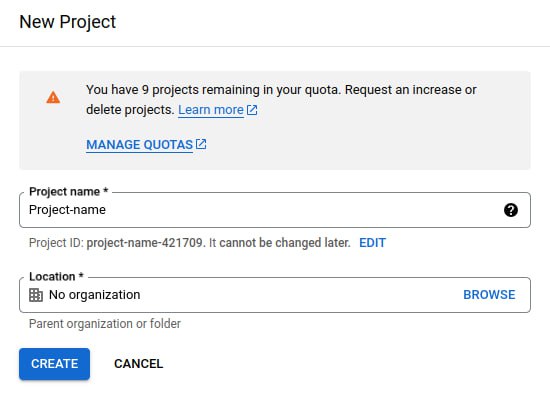 New Project
You have 9 projects remaining in your quota. Request an increase or
delete projects. Learn more
MANAGE QUOTAS
Project name *
Project-name
Project ID: project-name-421709. It cannot be changed later. EDIT
Location *
No organization BROWSE
Parent organization or folder
CREATE CANCEL